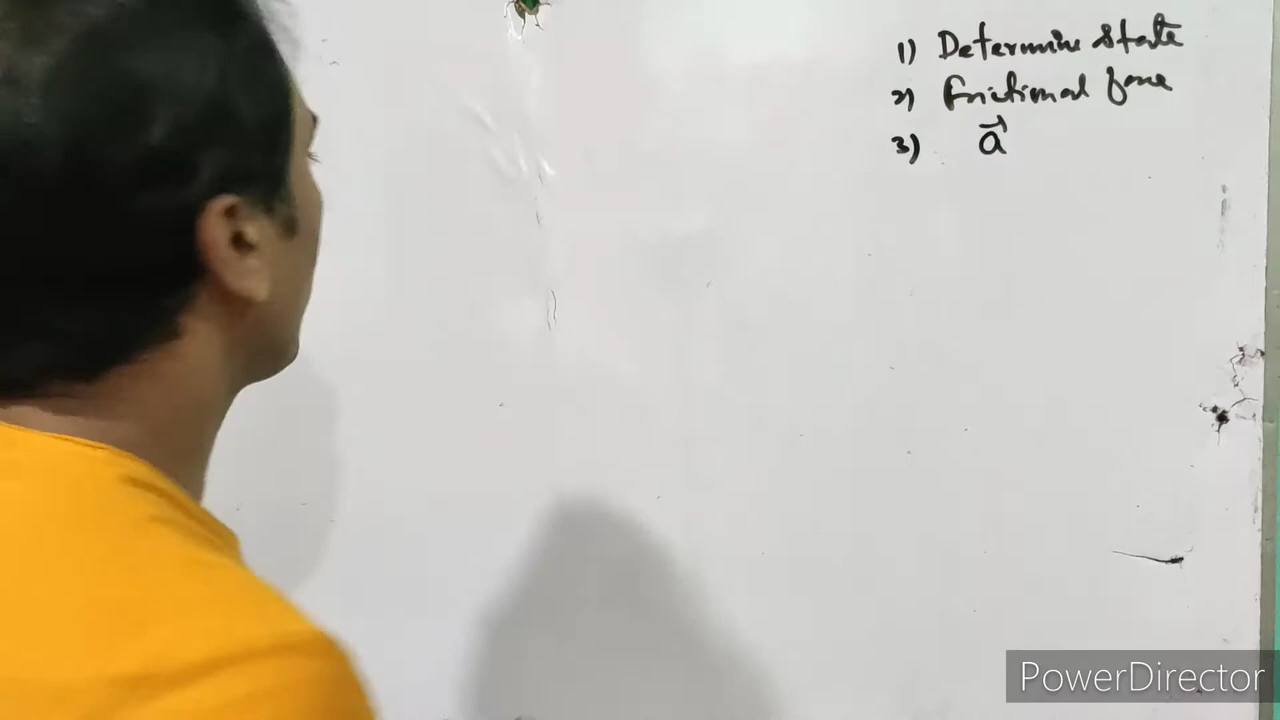 1) Determine state
2) Frictional force
3) a⃗
PowerDirector